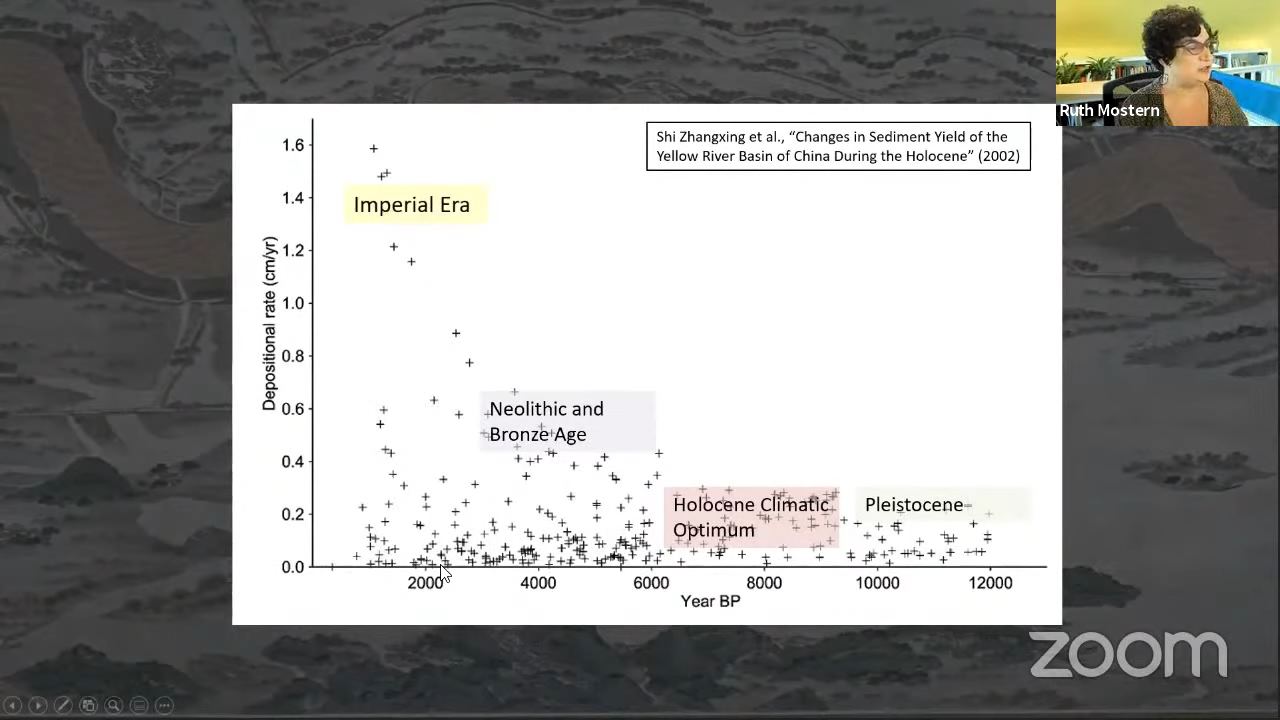 Ruth Mostern
Shi Zhangxing et al., “Changes in Sediment Yield of the
Yellow River Basin of China During the Holocene” (2002)
1.6
1.4
1.2
1.0
0.8
0.6
0.4
0.2
0.0
Depositional rate (cm/yr)
Imperial Era
Neolithic and
Bronze Age
Holocene Climatic
Optimum
Pleistocene
2000
4000
6000
8000
10000
12000
Year BP
zoom